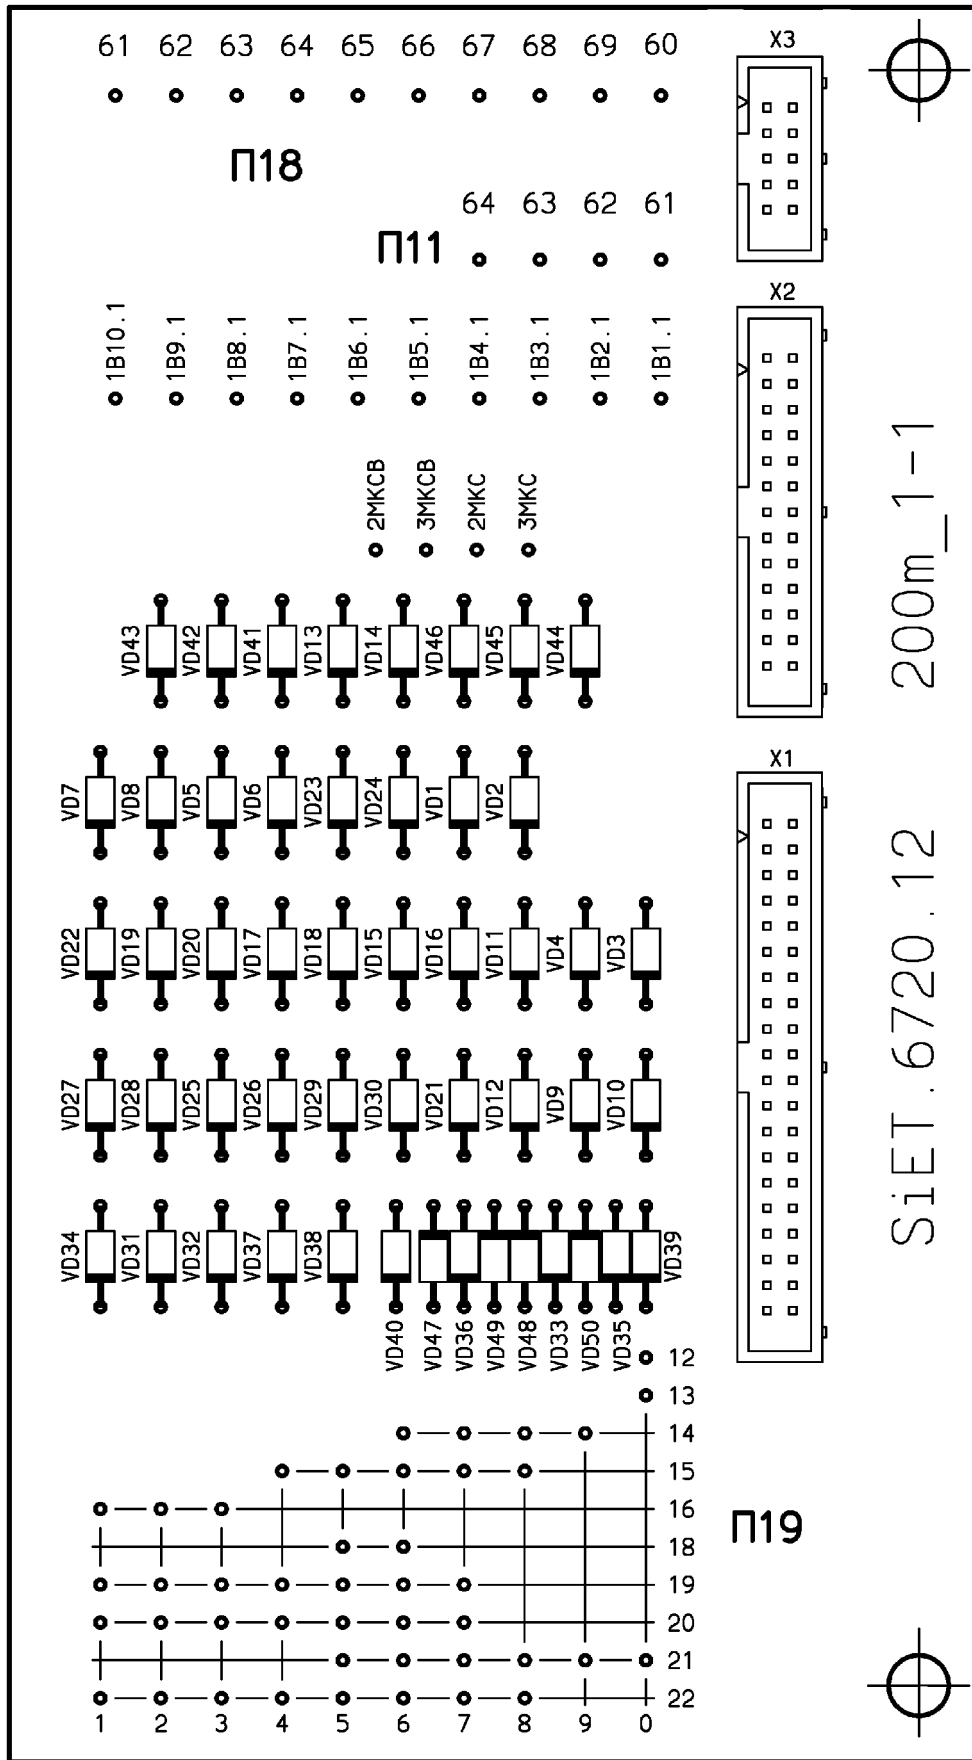 61 62 63 64 65 66 67 68 69 60
X3
П18
64 63 62 61
П11
X2
1B10.1 1B9.1 1B8.1 1B7.1 1B6.1 1B5.1 1B4.1 1B3.1 1B2.1 1B1.1
2МКСВ 3МКСВ 2МКС 3МКС
200m_1-1
VD43 VD42 VD41 VD13 VD14 VD46 VD45 VD44
X1
VD7 VD8 VD5 VD6 VD23 VD24 VD1 VD2
SiET.6720.12
VD22 VD19 VD20 VD17 VD18 VD15 VD16 VD11 VD4 VD3
VD27 VD28 VD25 VD26 VD29 VD30 VD21 VD12 VD9 VD10
VD34 VD31 VD32 VD37 VD38 VD39
VD40 VD47 VD36 VD49 VD48 VD33 VD50 VD35
12
13
14
15
16
П19
18
19
20
21
22
1 2 3 4 5 6 7 8 9 0